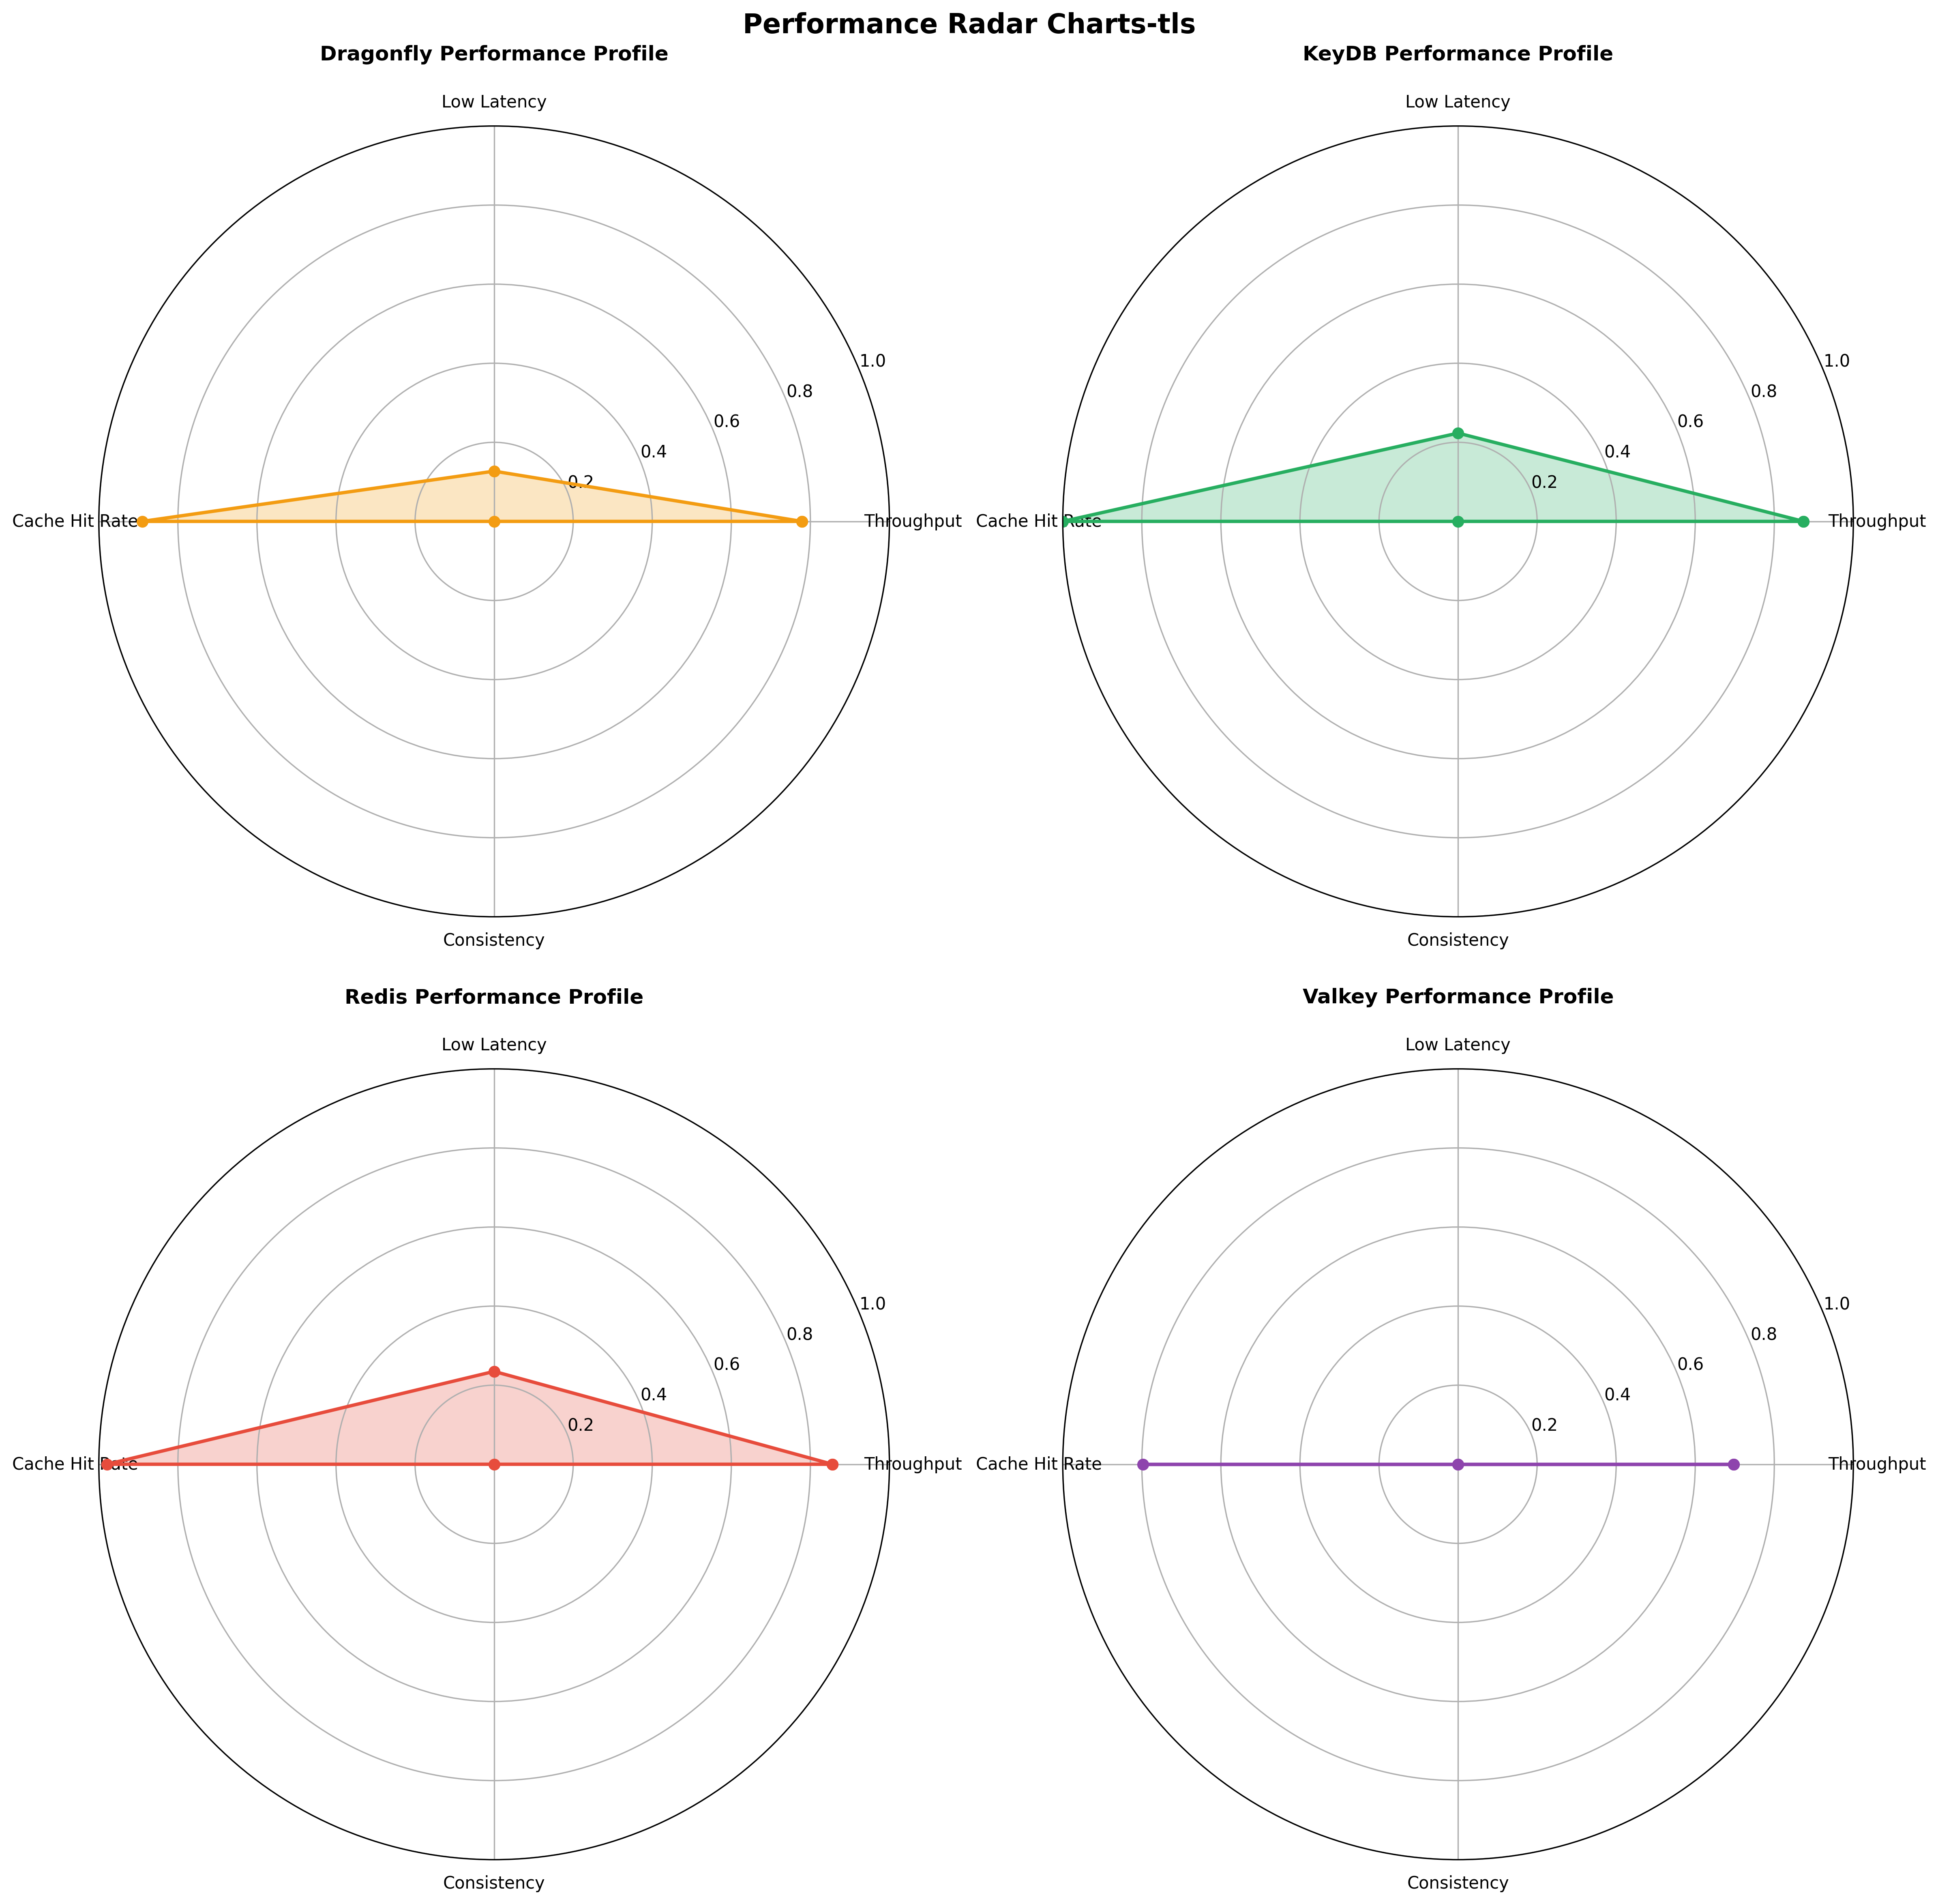 Performance Radar Charts-tls
Dragonfly Performance Profile
Low Latency
1.0
0.8
0.6
0.4
0.2
Cache Hit Rate
Throughput
Consistency
KeyDB Performance Profile
Low Latency
1.0
0.8
0.6
0.4
0.2
Cache Hit Rate
Throughput
Consistency
Redis Performance Profile
Low Latency
1.0
0.8
0.6
0.4
0.2
Cache Hit Rate
Throughput
Consistency
Valkey Performance Profile
Low Latency
1.0
0.8
0.6
0.4
0.2
Cache Hit Rate
Throughput
Consistency